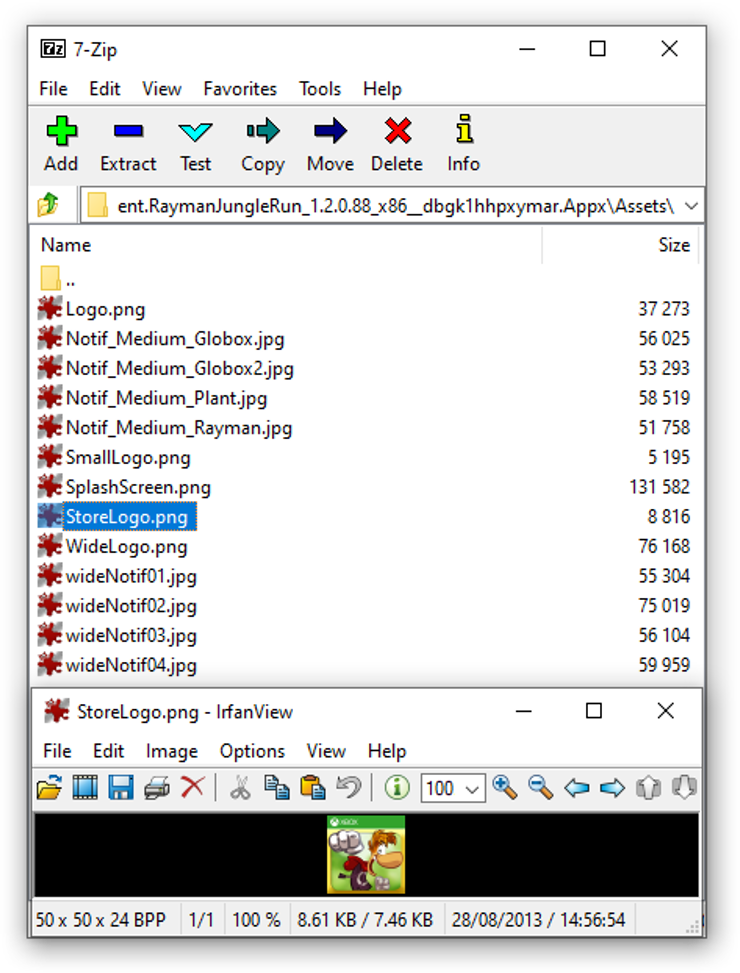 7z 7-Zip
File Edit View Favorites Tools Help
Add Extract Test Copy Move Delete Info
ent.RaymanJungleRun_1.2.0.88_x86__dbgk1hhpxymar.Appx\Assets\
Name Size
..
Logo.png 37 273
Notif_Medium_Globox.jpg 56 025
Notif_Medium_Globox2.jpg 53 293
Notif_Medium_Plant.jpg 58 519
Notif_Medium_Rayman.jpg 51 758
SmallLogo.png 5 195
SplashScreen.png 131 582
StoreLogo.png 8 816
WideLogo.png 76 168
wideNotif01.jpg 55 304
wideNotif02.jpg 75 019
wideNotif03.jpg 56 104
wideNotif04.jpg 59 959
StoreLogo.png - IrfanView
File Edit Image Options View Help
100
XBOX
50 x 50 x 24 BPP 1/1 100 % 8.61 KB / 7.46 KB 28/08/2013 / 14:56:54